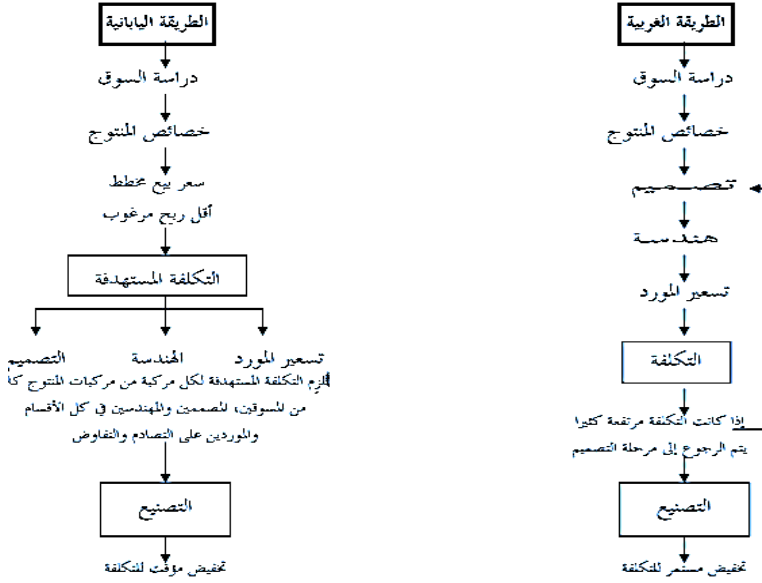 الطريقة الغربية
دراسة السوق
خصائص المنتوج
تصميم
هندسة
تسعير المورد
التكلفة
إذا كانت التكلفة مرتفعة كثيرا
يتم الرجوع إلى مرحلة التصميم
التصنيع
تخفيض مستمر للتكلفة
الطريقة اليابانية
دراسة السوق
خصائص المنتوج
سعر بيع مخطط
أقل ربح مرغوب
التكلفة المستهدفة
تسعير المورد الهندسة التصميم
تلزم التكلفة المستهدفة لكل مركبة من مركبات المنتوج
من المسوقين، المصممين والمهندسين في كل الأقسام
والموردين على التصادم والتفاوض
التصنيع
تخفيض مؤقت للتكلفة